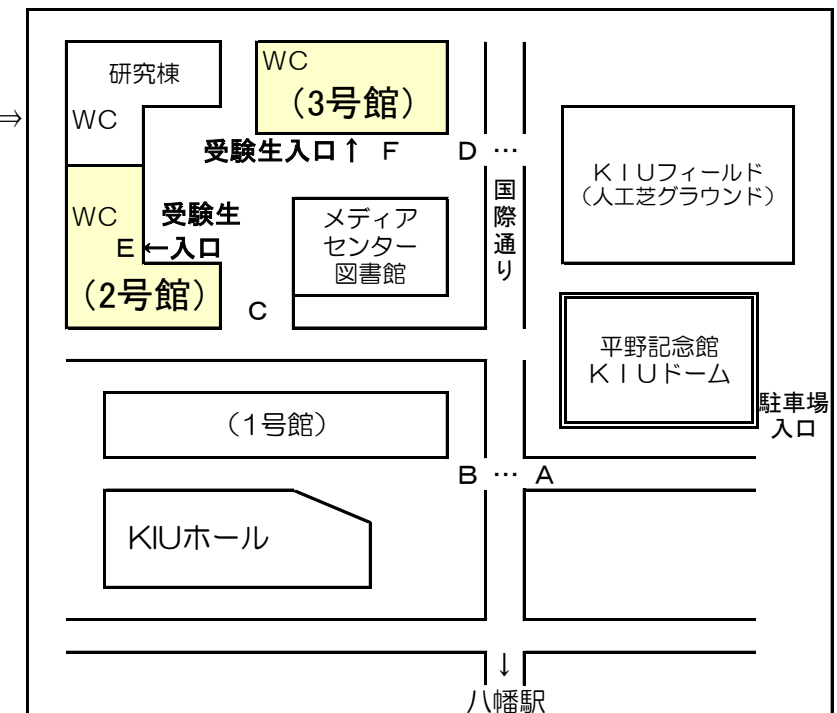 研究棟
WC
WC
(3号館)
⇒
受験生入口↑ F D …
KIUフィールド
(人工芝グラウンド)
国際通り
WC
受験生
E ←入口
(2号館)
C
メディア
センター
図書館
平野記念館
KIUドーム
駐車場
入口
(1号館)
B … A
KIUホール
↓
八幡駅